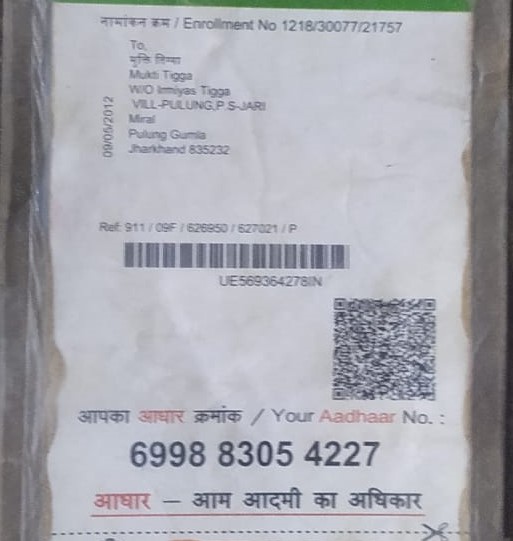 नामांकन क्रम / Enrollment No 1218/30077/21757
To,
मुक्ति तिग्गा
Mukti Tigga
W/O Irmiyas Tigga
VILL-PULUNG,P.S-JARI
Miral
Pulung Gumla
Jharkhand 835232
09/05/2012
Ref: 911 / 09F / 626950 / 627021 / P
UE569364278IN
आपका आधार क्रमांक / Your Aadhaar No. :
6998 8305 4227
आधार – आम आदमी का अधिकार